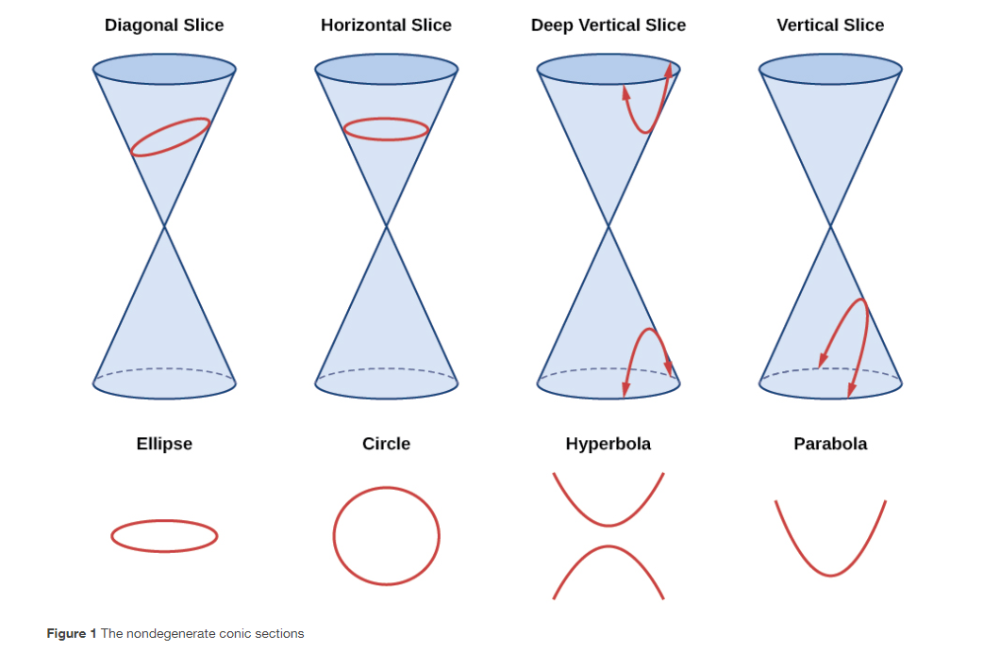 Diagonal Slice
Horizontal Slice
Deep Vertical Slice
Vertical Slice
Ellipse
Circle
Hyperbola
Parabola
Figure 1 The nondegenerate conic sections